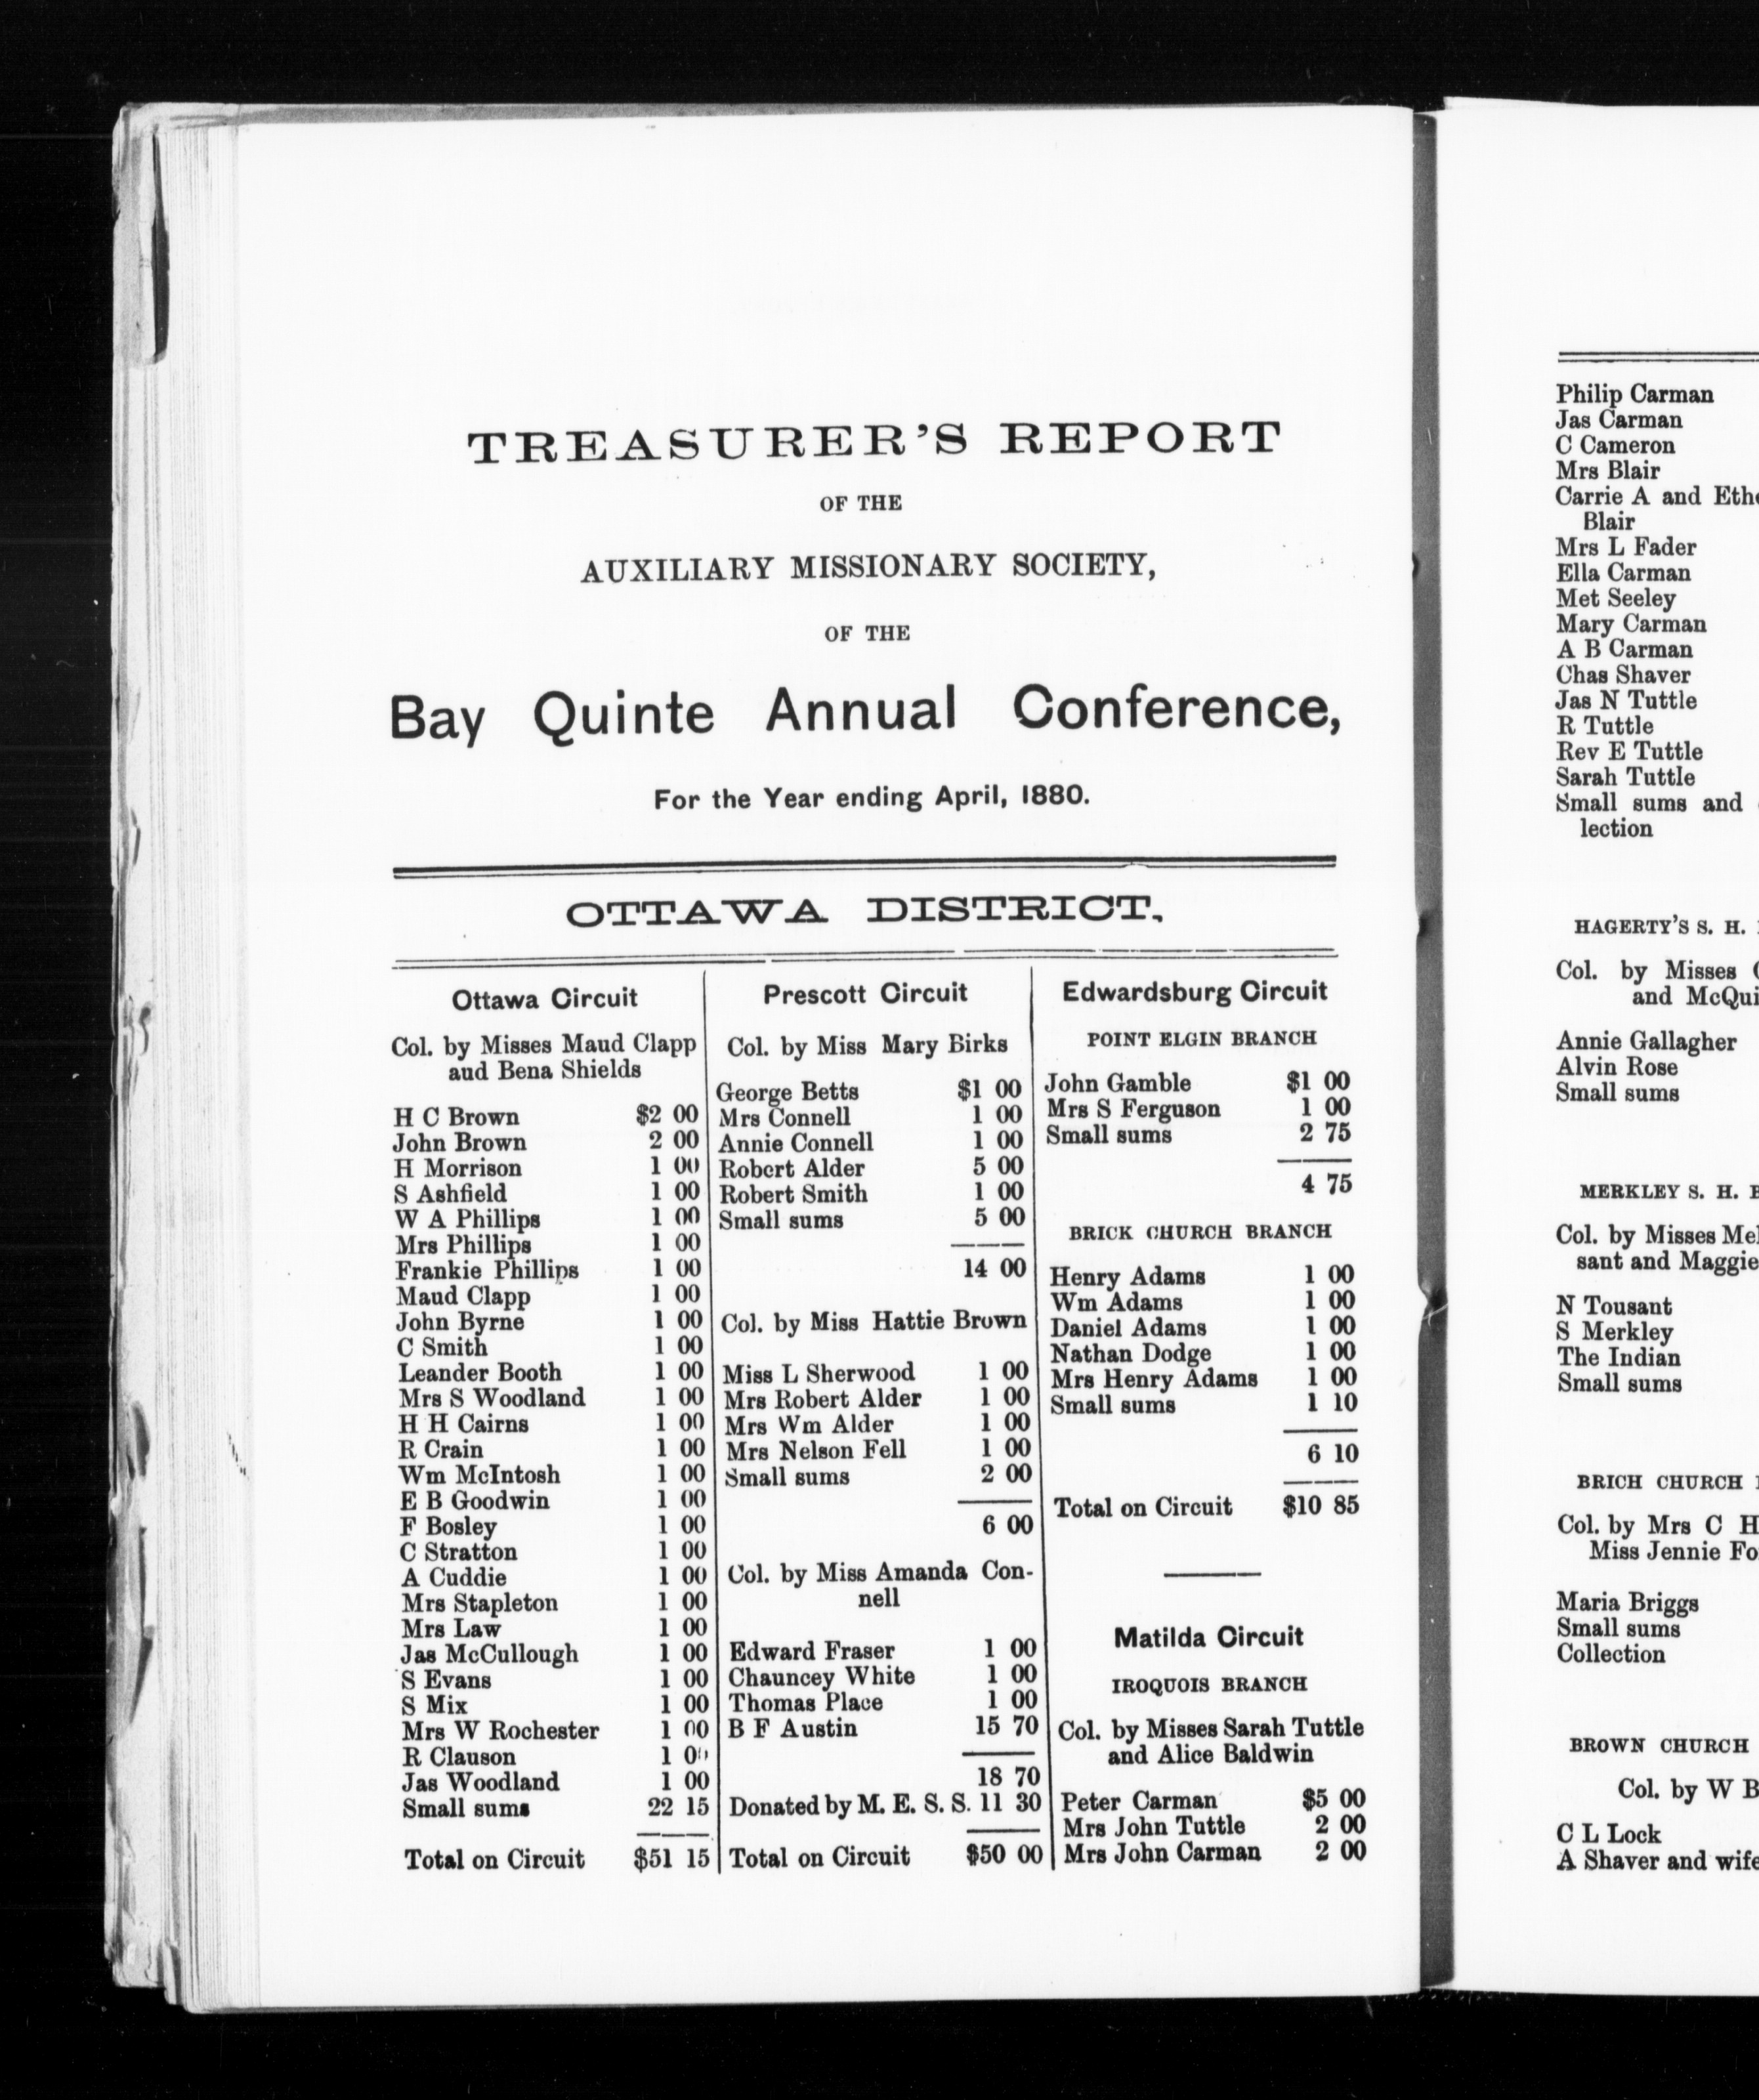 TREASURER'S REPORT
OF THE
AUXILIARY MISSIONARY SOCIETY,
OF THE
Bay Quinte Annual Conference,
For the Year ending April, 1880.
OTTAWA DISTRICT.
Ottawa Circuit
Col. by Misses Maud Clapp
aud Bena Shields
H C Brown $2 00
John Brown 2 00
H Morrison 1 00
S Ashfield 1 00
W A Phillips 1 00
Mrs Phillips 1 00
Frankie Phillips 1 00
Maud Clapp 1 00
John Byrne 1 00
C Smith 1 00
Leander Booth 1 00
Mrs S Woodland 1 00
H H Cairns 1 00
R Crain 1 00
Wm McIntosh 1 00
E B Goodwin 1 00
F Bosley 1 00
C Stratton 1 00
A Cuddie 1 00
Mrs Stapleton 1 00
Mrs Law 1 00
Jas McCullough 1 00
S Evans 1 00
S Mix 1 00
Mrs W Rochester 1 00
R Clauson 1 00
Jas Woodland 1 00
Small sums 22 15
Total on Circuit $51 15
Prescott Circuit
Col. by Miss Mary Birks
George Betts $1 00
Mrs Connell 1 00
Annie Connell 1 00
Robert Alder 5 00
Robert Smith 1 00
Small sums 5 00
14 00
Col. by Miss Hattie Brown
Miss L Sherwood 1 00
Mrs Robert Alder 1 00
Mrs Wm Alder 1 00
Mrs Nelson Fell 1 00
Small sums 2 00
6 00
Col. by Miss Amanda Con-
nell
Edward Fraser 1 00
Chauncey White 1 00
Thomas Place 1 00
B F Austin 15 70
18 70
Donated by M. E. S. S. 11 30
Total on Circuit $50 00
Edwardsburg Circuit
POINT ELGIN BRANCH
John Gamble $1 00
Mrs S Ferguson 1 00
Small sums 2 75
4 75
BRICK CHURCH BRANCH
Henry Adams 1 00
Wm Adams 1 00
Daniel Adams 1 00
Nathan Dodge 1 00
Mrs Henry Adams 1 00
Small sums 1 10
6 10
Total on Circuit $10 85
Matilda Circuit
IROQUOIS BRANCH
Col. by Misses Sarah Tuttle
and Alice Baldwin
Peter Carman $5 00
Mrs John Tuttle 2 00
Mrs John Carman 2 00
Philip Carman
Jas Carman
C Cameron
Mrs Blair
Carrie A and
Blair
Mrs L Fader
Ella Carman
Met Seeley
Mary Carman
A B Carman
Chas Shaver
Jas N Tuttle
R Tuttle
Rev E Tuttle
Sarah Tuttle
Small sums and
lection
HAGERTY'S S. H.
Col. by Misses
and
Annie Gallagher
Alvin Rose
Small sums
MERKLEY S. H.
Col. by Misses
sant and Maggie
N Tousant
S Merkley
The Indian
Small sums
BRICH CHURCH
Col. by Mrs C H
Miss Jennie
Maria Briggs
Small sums
Collection
BROWN CHURCH
Col. by W
C L Lock
A Shaver and wife